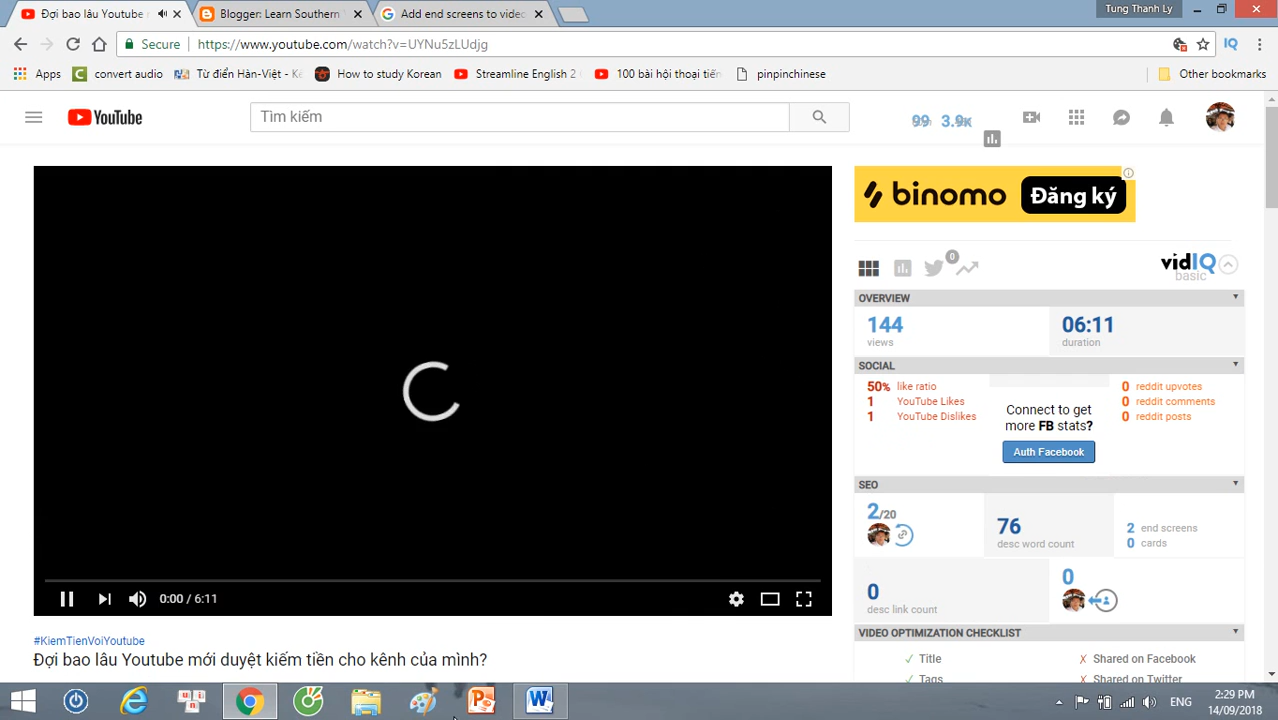 Đợi bao lâu Youtube
Blogger: Learn Southern
Add end screens to video
Tung Thanh Ly
Secure
https://www.youtube.com/watch?v=UYNu5zLUdjg
Apps
convert audio
Từ điển Hàn-Việt - Kế
How to study Korean
Streamline English 2
100 bài hội thoại tiế
pinpinchinese
Other bookmarks
YouTube
Tìm kiếm
99 3.9K
binomo Đăng ký
0
vidIQ
basic
OVERVIEW
144
views
06:11
duration
SOCIAL
50% like ratio
1 YouTube Likes
1 YouTube Dislikes
Connect to get
more FB stats?
Auth Facebook
0 reddit upvotes
0 reddit comments
0 reddit posts
SEO
2/20
76
desc word count
2 end screens
0 cards
0
desc link count
0
VIDEO OPTIMIZATION CHECKLIST
✓ Title
✗ Shared on Facebook
✓ Tags
✗ Shared on Twitter
0:00 / 6:11
#KiemTienVoiYoutube
Đợi bao lâu Youtube mới duyệt kiếm tiền cho kênh của mình?
ENG
2:29 PM
14/09/2018